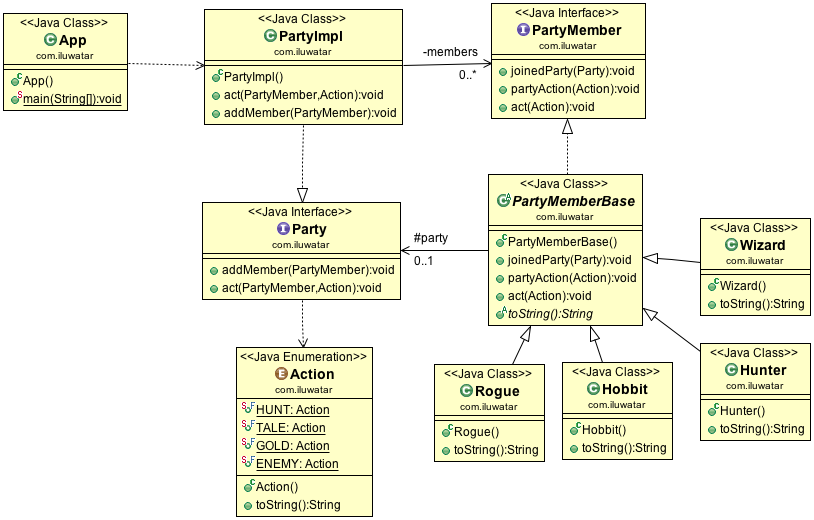 <<Java Class>>
App
com.iluwatar
App()
main(String[]):void
<<Java Class>>
PartyImpl
com.iluwatar
PartyImpl()
act(PartyMember,Action):void
addMember(PartyMember):void
-members
0..*
<<Java Interface>>
PartyMember
com.iluwatar
joinedParty(Party):void
partyAction(Action):void
act(Action):void
<<Java Interface>>
Party
com.iluwatar
addMember(PartyMember):void
act(PartyMember,Action):void
#party
0..1
<<Java Class>>
PartyMemberBase
com.iluwatar
PartyMemberBase()
joinedParty(Party):void
partyAction(Action):void
act(Action):void
toString():String
<<Java Class>>
Wizard
com.iluwatar
Wizard()
toString():String
<<Java Enumeration>>
Action
com.iluwatar
HUNT: Action
TALE: Action
GOLD: Action
ENEMY: Action
Action()
toString():String
<<Java Class>>
Rogue
com.iluwatar
Rogue()
toString():String
<<Java Class>>
Hobbit
com.iluwatar
Hobbit()
toString():String
<<Java Class>>
Hunter
com.iluwatar
Hunter()
toString():String